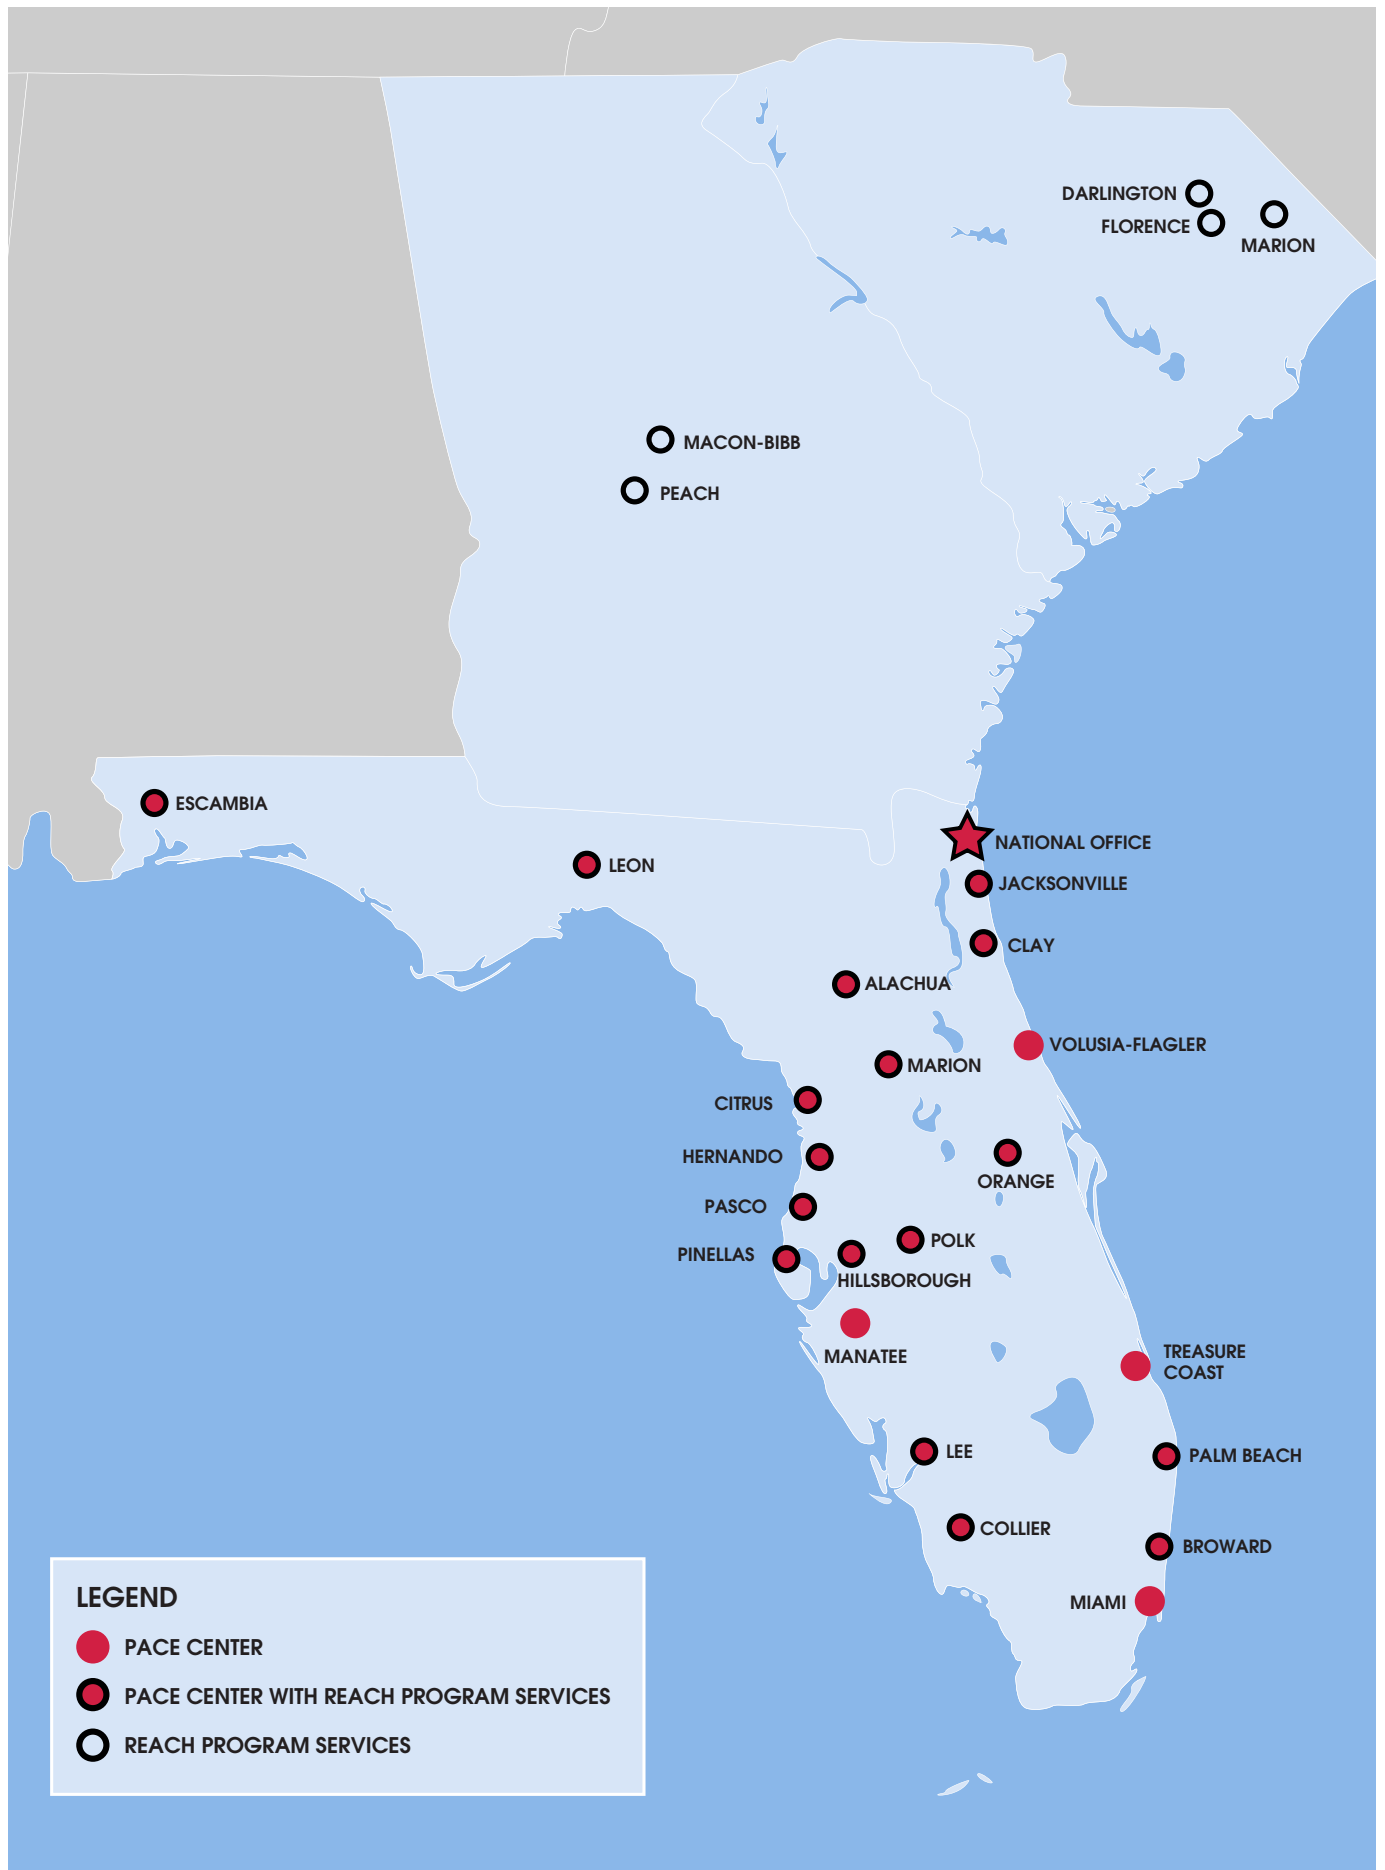 DARLINGTON
FLORENCE
MARION
MACON-BIBB
PEACH
ESCAMBIA
LEON
NATIONAL OFFICE
JACKSONVILLE
CLAY
ALACHUA
VOLUSIA-FLAGLER
MARION
CITRUS
HERNANDO
ORANGE
PASCO
POLK
PINELLAS
HILLSBOROUGH
MANATEE
TREASURE
COAST
LEE
PALM BEACH
COLLIER
BROWARD
MIAMI
LEGEND
PACE CENTER
PACE CENTER WITH REACH PROGRAM SERVICES
REACH PROGRAM SERVICES